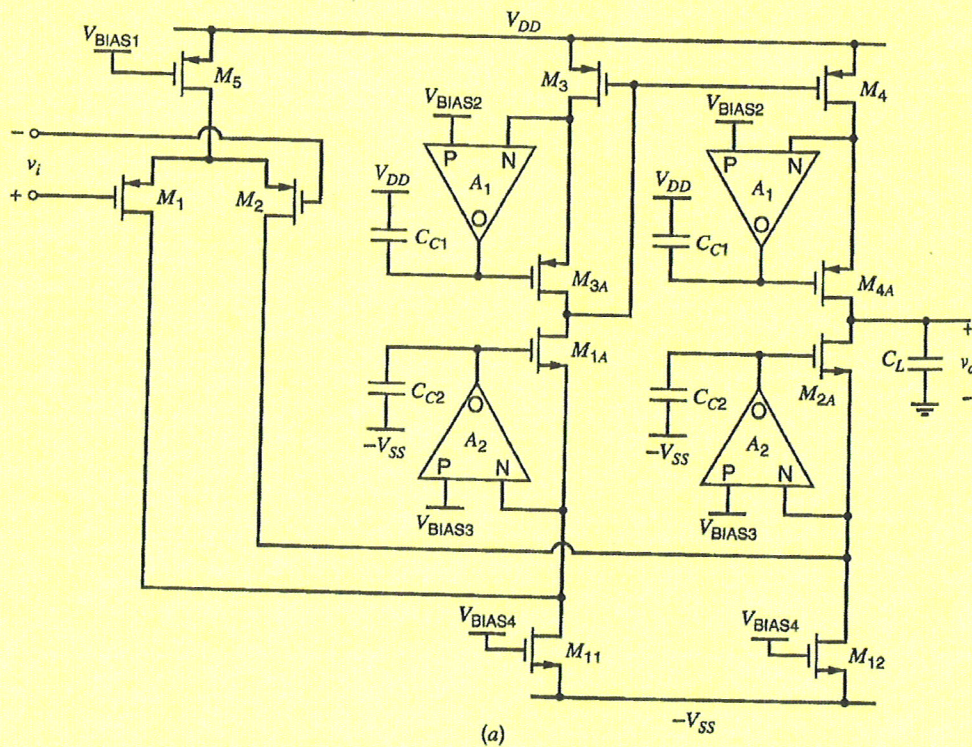 V_DD
V_BIAS1
M_5
M_3
M_4
V_BIAS2
V_BIAS2
P N
P N
A_1
A_1
−
v_i
+
M_1
M_2
V_DD
V_DD
O
O
C_C1
C_C1
M_3A
M_4A
M_1A
M_2A
C_L
+
v_o
−
C_C2
C_C2
O
O
A_2
A_2
−V_SS
−V_SS
P N
P N
V_BIAS3
V_BIAS3
V_BIAS4
V_BIAS4
M_11
M_12
−V_SS
(a)